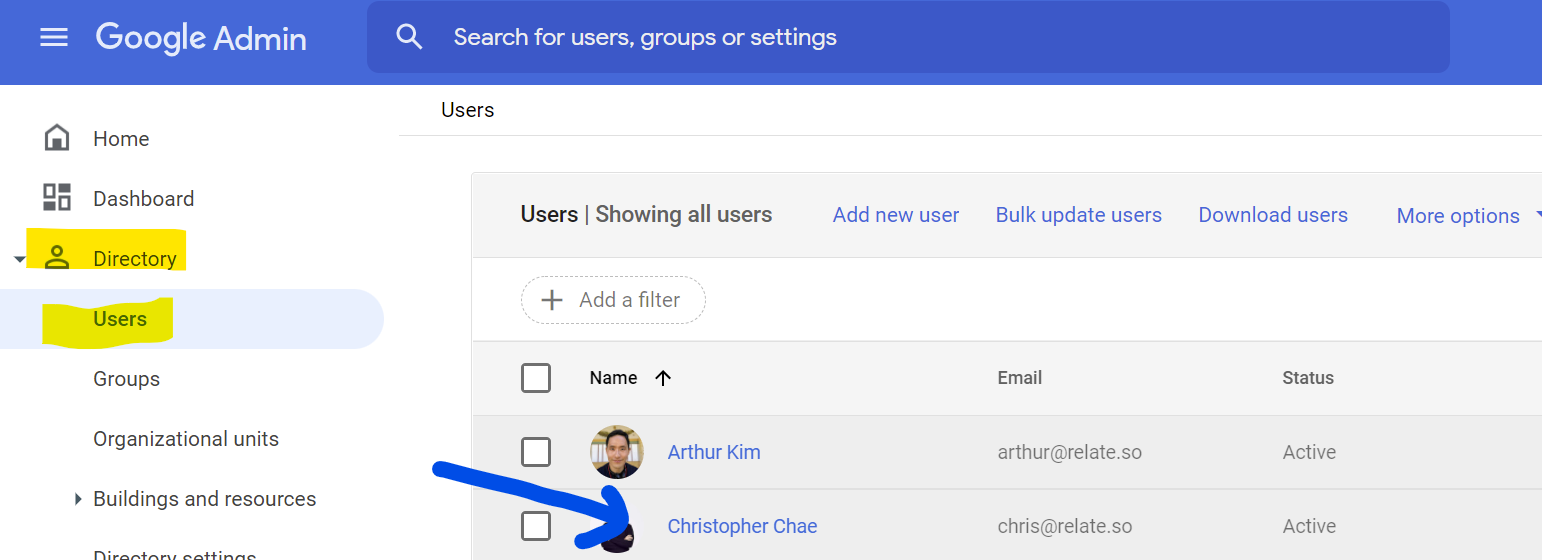 Google Admin
Search for users, groups or settings
Home
Dashboard
Directory
Users
Groups
Organizational units
Buildings and resources
Directory settings
Users
Users | Showing all users
Add new user
Bulk update users
Download users
More options
Add a filter
Name Email Status
Arthur Kim arthur@relate.so Active
Christopher Chae chris@relate.so Active